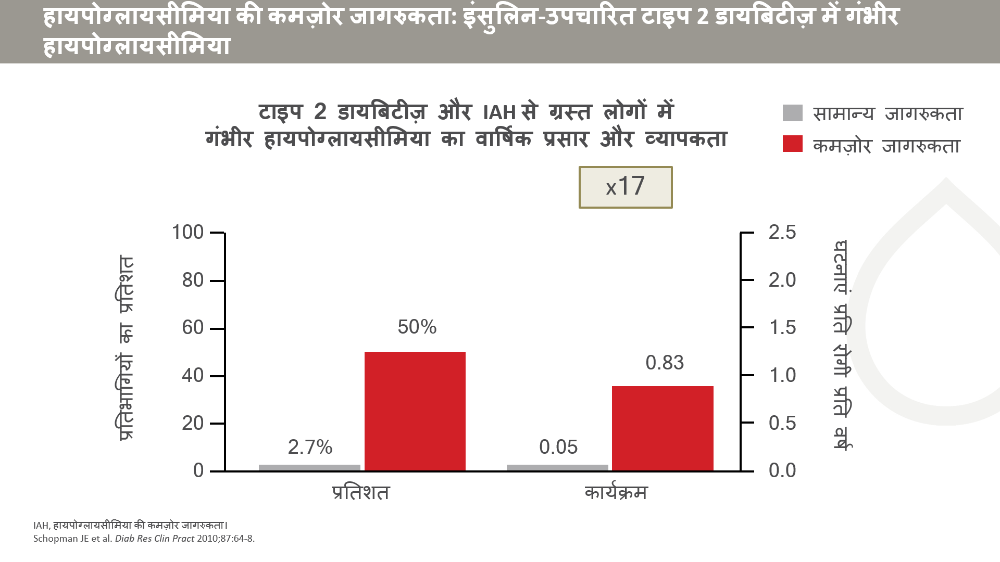 हायपोग्लायसीमिया की कमज़ोर जागरुकता: इंसुलिन-उपचारित टाइप 2 डायबिटीज़ में गंभीर
हायपोग्लायसीमिया
टाइप 2 डायबिटीज़ और IAH से ग्रस्त लोगों में
गंभीर हायपोग्लायसीमिया का वार्षिक प्रसार और व्यापकता
सामान्य जागरुकता
कमज़ोर जागरुकता
x17
प्रतिभागियों का प्रतिशत
100
80
60
40
20
0
2.7%
50%
0.05
0.83
2.5
2.0
1.5
1.0
0.5
0.0
घटनाएं प्रति रोगी प्रति वर्ष
प्रतिशत
कार्यक्रम
IAH, हायपोग्लायसीमिया की कमज़ोर जागरुकता।
Schopman JE et al. Diab Res Clin Pract 2010;87:64-8.